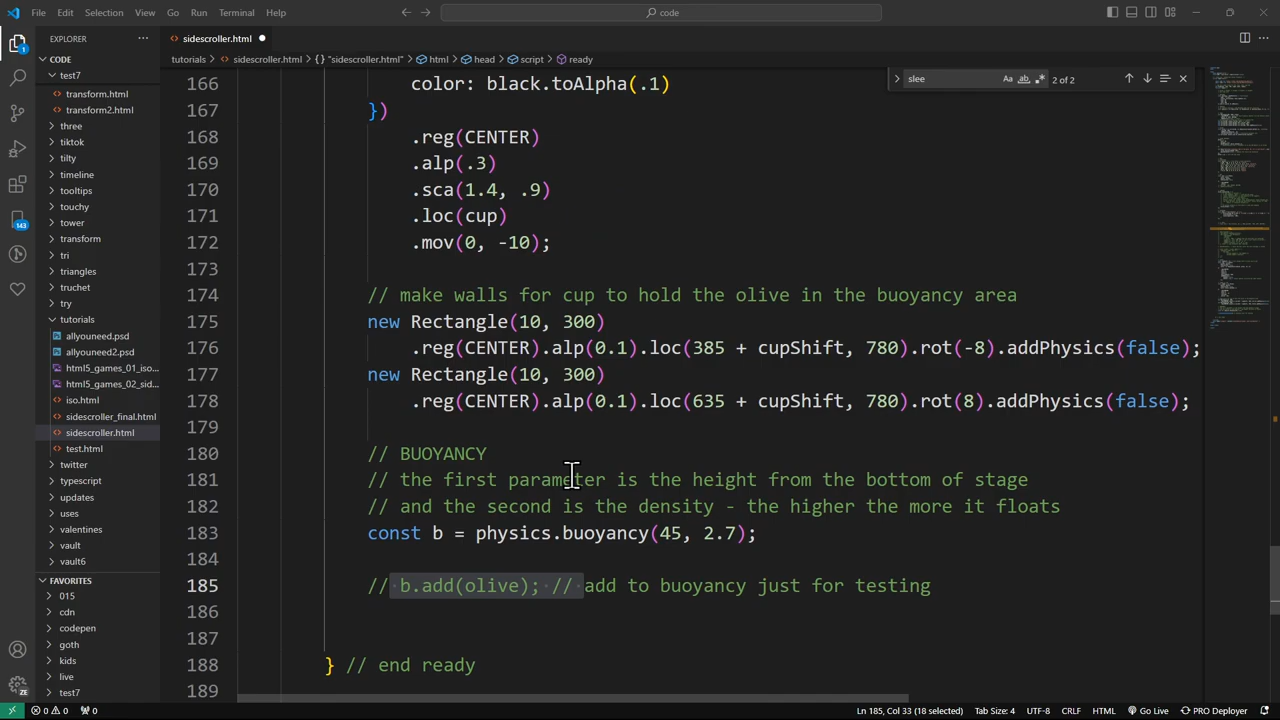 File Edit Selection View Go Run Terminal Help
code
EXPLORER
sidescroller.html
CODE
tutorials > sidescroller.html > {} "sidescroller.html" > html > head > script > ready
test7
transform.html
transform2.html
three
tiktok
tilty
timeline
tooltips
touchy
tower
transform
tri
triangles
truchet
try
tutorials
allyouneed.psd
allyouneed2.psd
html5_games_01_iso...
html5_games_02_sid...
iso.html
sidescroller_final.html
sidescroller.html
test.html
twitter
typescript
updates
uses
valentines
vault
vault6
FAVORITES
015
cdn
codepen
goth
kids
live
test7
1
143
ZE
slee Aa ab 2 of 2
166 color: black.toAlpha(.1)
167 })
168 .reg(CENTER)
169 .alp(.3)
170 .sca(1.4, .9)
171 .loc(cup)
172 .mov(0, -10);
173
174 // make walls for cup to hold the olive in the buoyancy area
175 new Rectangle(10, 300)
176 .reg(CENTER).alp(0.1).loc(385 + cupShift, 780).rot(-8).addPhysics(false);
177 new Rectangle(10, 300)
178 .reg(CENTER).alp(0.1).loc(635 + cupShift, 780).rot(8).addPhysics(false);
179
180 // BUOYANCY
181 // the first parameter is the height from the bottom of stage
182 // and the second is the density - the higher the more it floats
183 const b = physics.buoyancy(45, 2.7);
184
185 // b.add(olive); // add to buoyancy just for testing
186
187
188 } // end ready
189
0 0 0 Ln 185, Col 33 (18 selected) Tab Size: 4 UTF-8 CRLF HTML Go Live PRO Deployer